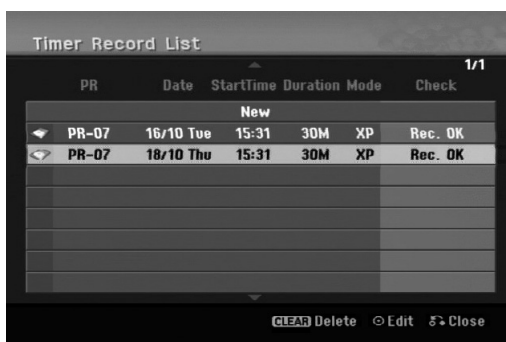 Timer Record List
1/1
PR Date StartTime Duration Mode Check
New
PR-07 16/10 Tue 15:31 30M XP Rec. OK
PR-07 18/10 Thu 15:31 30M XP Rec. OK
CLEAR Delete Edit Close